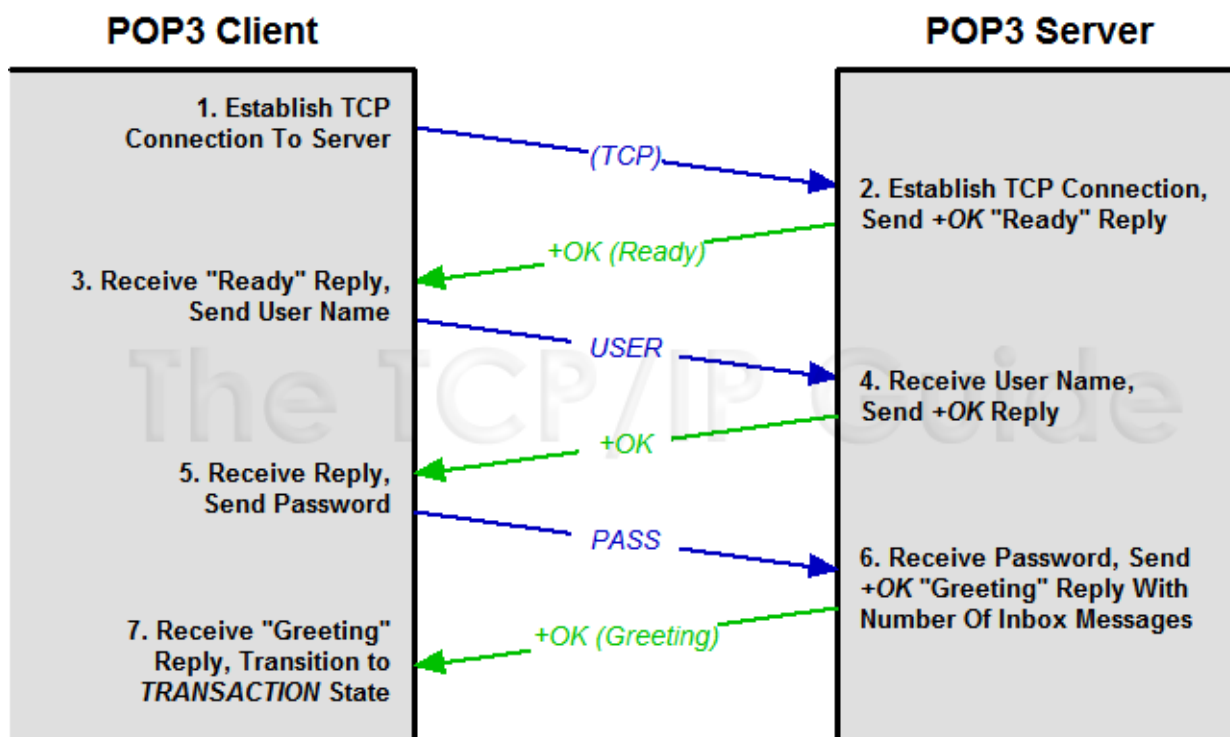 POP3 Client
POP3 Server
1. Establish TCP
Connection To Server
(TCP)
2. Establish TCP Connection,
Send +OK "Ready" Reply
+OK (Ready)
3. Receive "Ready" Reply,
Send User Name
USER
The TCP/IP Guide
4. Receive User Name,
Send +OK Reply
+OK
5. Receive Reply,
Send Password
PASS
6. Receive Password, Send
+OK "Greeting" Reply With
Number Of Inbox Messages
+OK (Greeting)
7. Receive "Greeting"
Reply, Transition to
TRANSACTION State